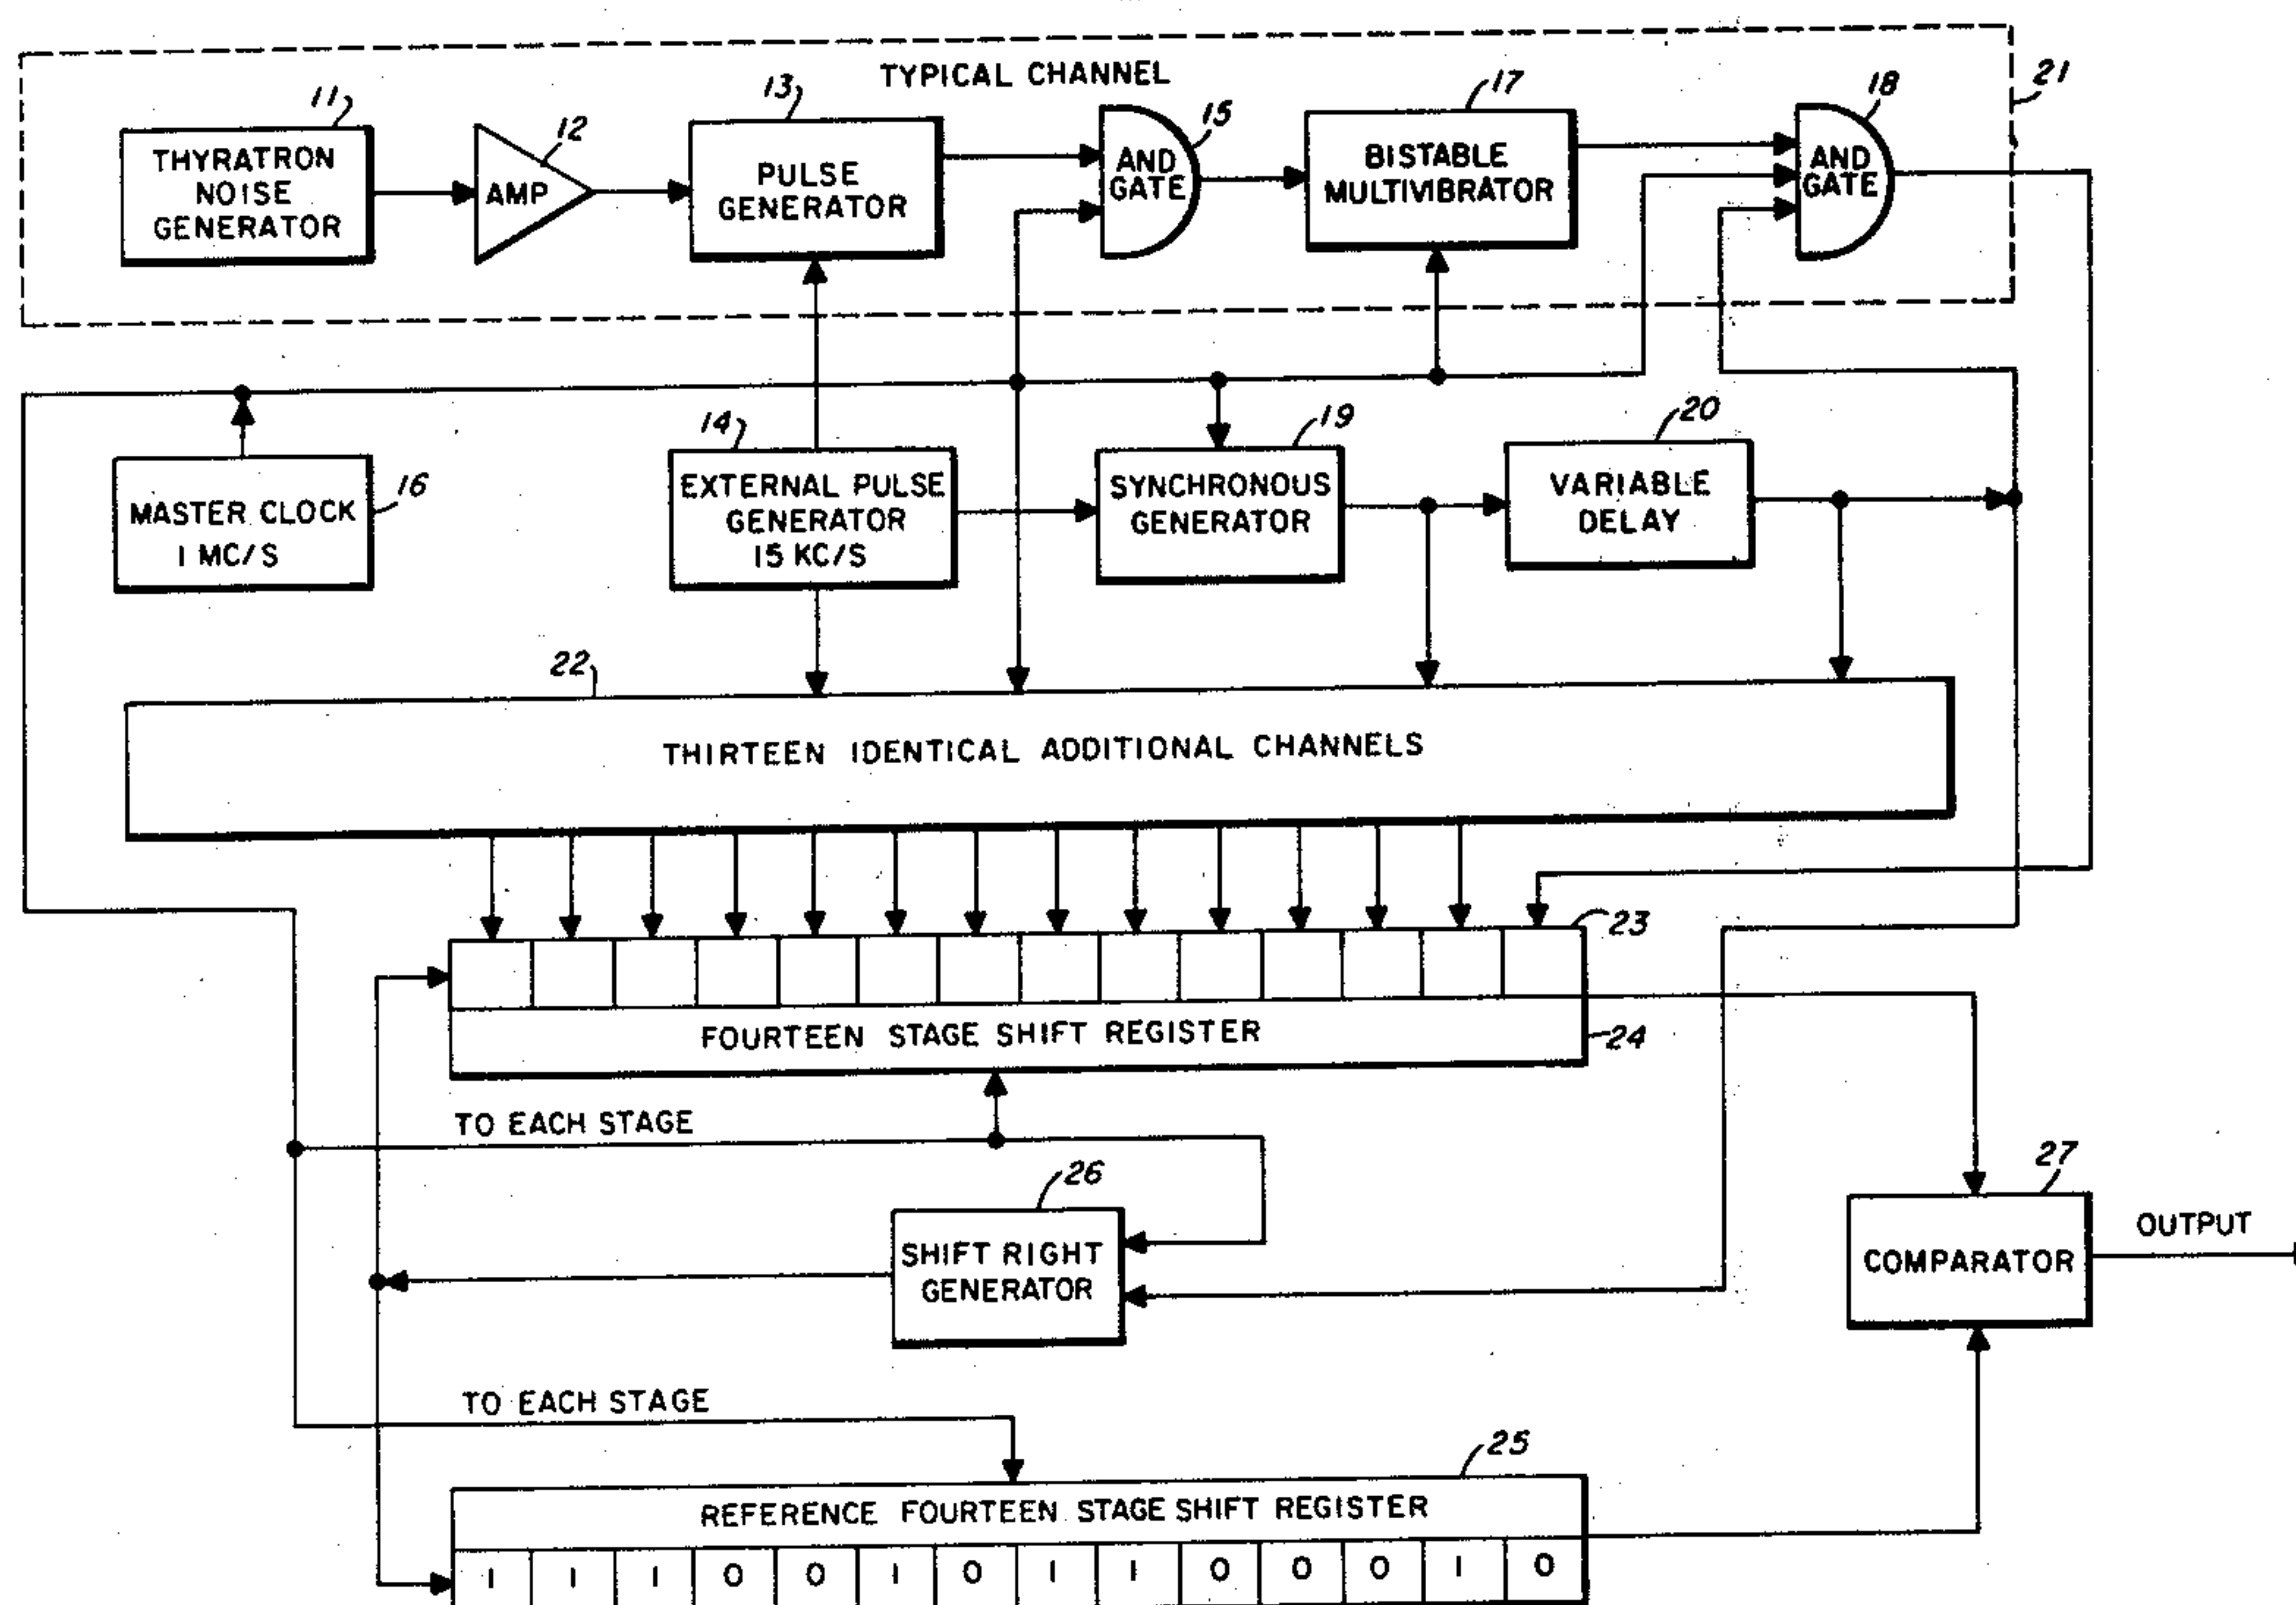 TYPICAL CHANNEL
11
12
13
15
17
18
21
THYRATRON
NOISE
GENERATOR
AMP
PULSE
GENERATOR
AND
GATE
BISTABLE
MULTIVIBRATOR
AND
GATE
14
19
20
16
MASTER CLOCK
1 MC/S
EXTERNAL PULSE
GENERATOR
15 KC/S
SYNCHRONOUS
GENERATOR
VARIABLE
DELAY
22
THIRTEEN IDENTICAL ADDITIONAL CHANNELS
23
FOURTEEN STAGE SHIFT REGISTER
24
TO EACH STAGE
26
SHIFT RIGHT
GENERATOR
27
COMPARATOR
OUTPUT
TO EACH STAGE
25
REFERENCE FOURTEEN STAGE SHIFT REGISTER
1 1 1 0 0 1 0 1 1 0 0 0 1 0